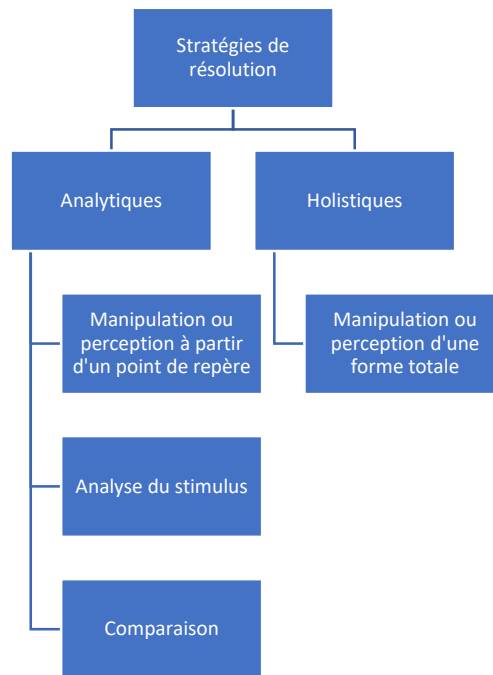 Stratégies de
résolution
Analytiques
Holistiques
Manipulation ou
perception à partir
d'un point de repère
Manipulation ou
perception d'une
forme totale
Analyse du stimulus
Comparaison